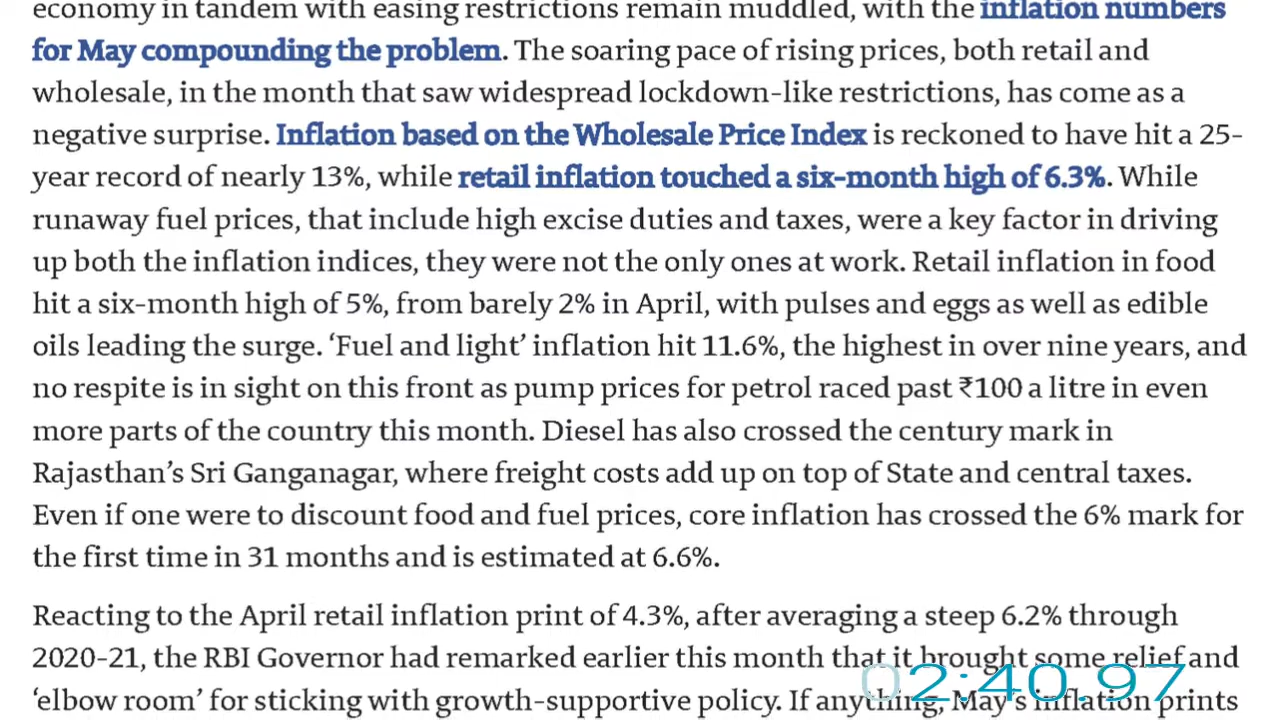 economy in tandem with easing restrictions remain muddled, with the inflation numbers
for May compounding the problem. The soaring pace of rising prices, both retail and
wholesale, in the month that saw widespread lockdown-like restrictions, has come as a
negative surprise. Inflation based on the Wholesale Price Index is reckoned to have hit a 25-
year record of nearly 13%, while retail inflation touched a six-month high of 6.3%. While
runaway fuel prices, that include high excise duties and taxes, were a key factor in driving
up both the inflation indices, they were not the only ones at work. Retail inflation in food
hit a six-month high of 5%, from barely 2% in April, with pulses and eggs as well as edible
oils leading the surge. ‘Fuel and light’ inflation hit 11.6%, the highest in over nine years, and
no respite is in sight on this front as pump prices for petrol raced past ₹100 a litre in even
more parts of the country this month. Diesel has also crossed the century mark in
Rajasthan’s Sri Ganganagar, where freight costs add up on top of State and central taxes.
Even if one were to discount food and fuel prices, core inflation has crossed the 6% mark for
the first time in 31 months and is estimated at 6.6%.
Reacting to the April retail inflation print of 4.3%, after averaging a steep 6.2% through
2020-21, the RBI Governor had remarked earlier this month that it brought some relief and
‘elbow room’ for sticking with growth-supportive policy. If anything, May’s inflation prints
02:40.97